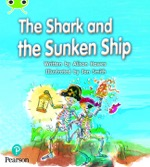 The Shark and
the Sunken Ship
Written by Alison Hawes
Illustrated by Ian Smith
Pearson